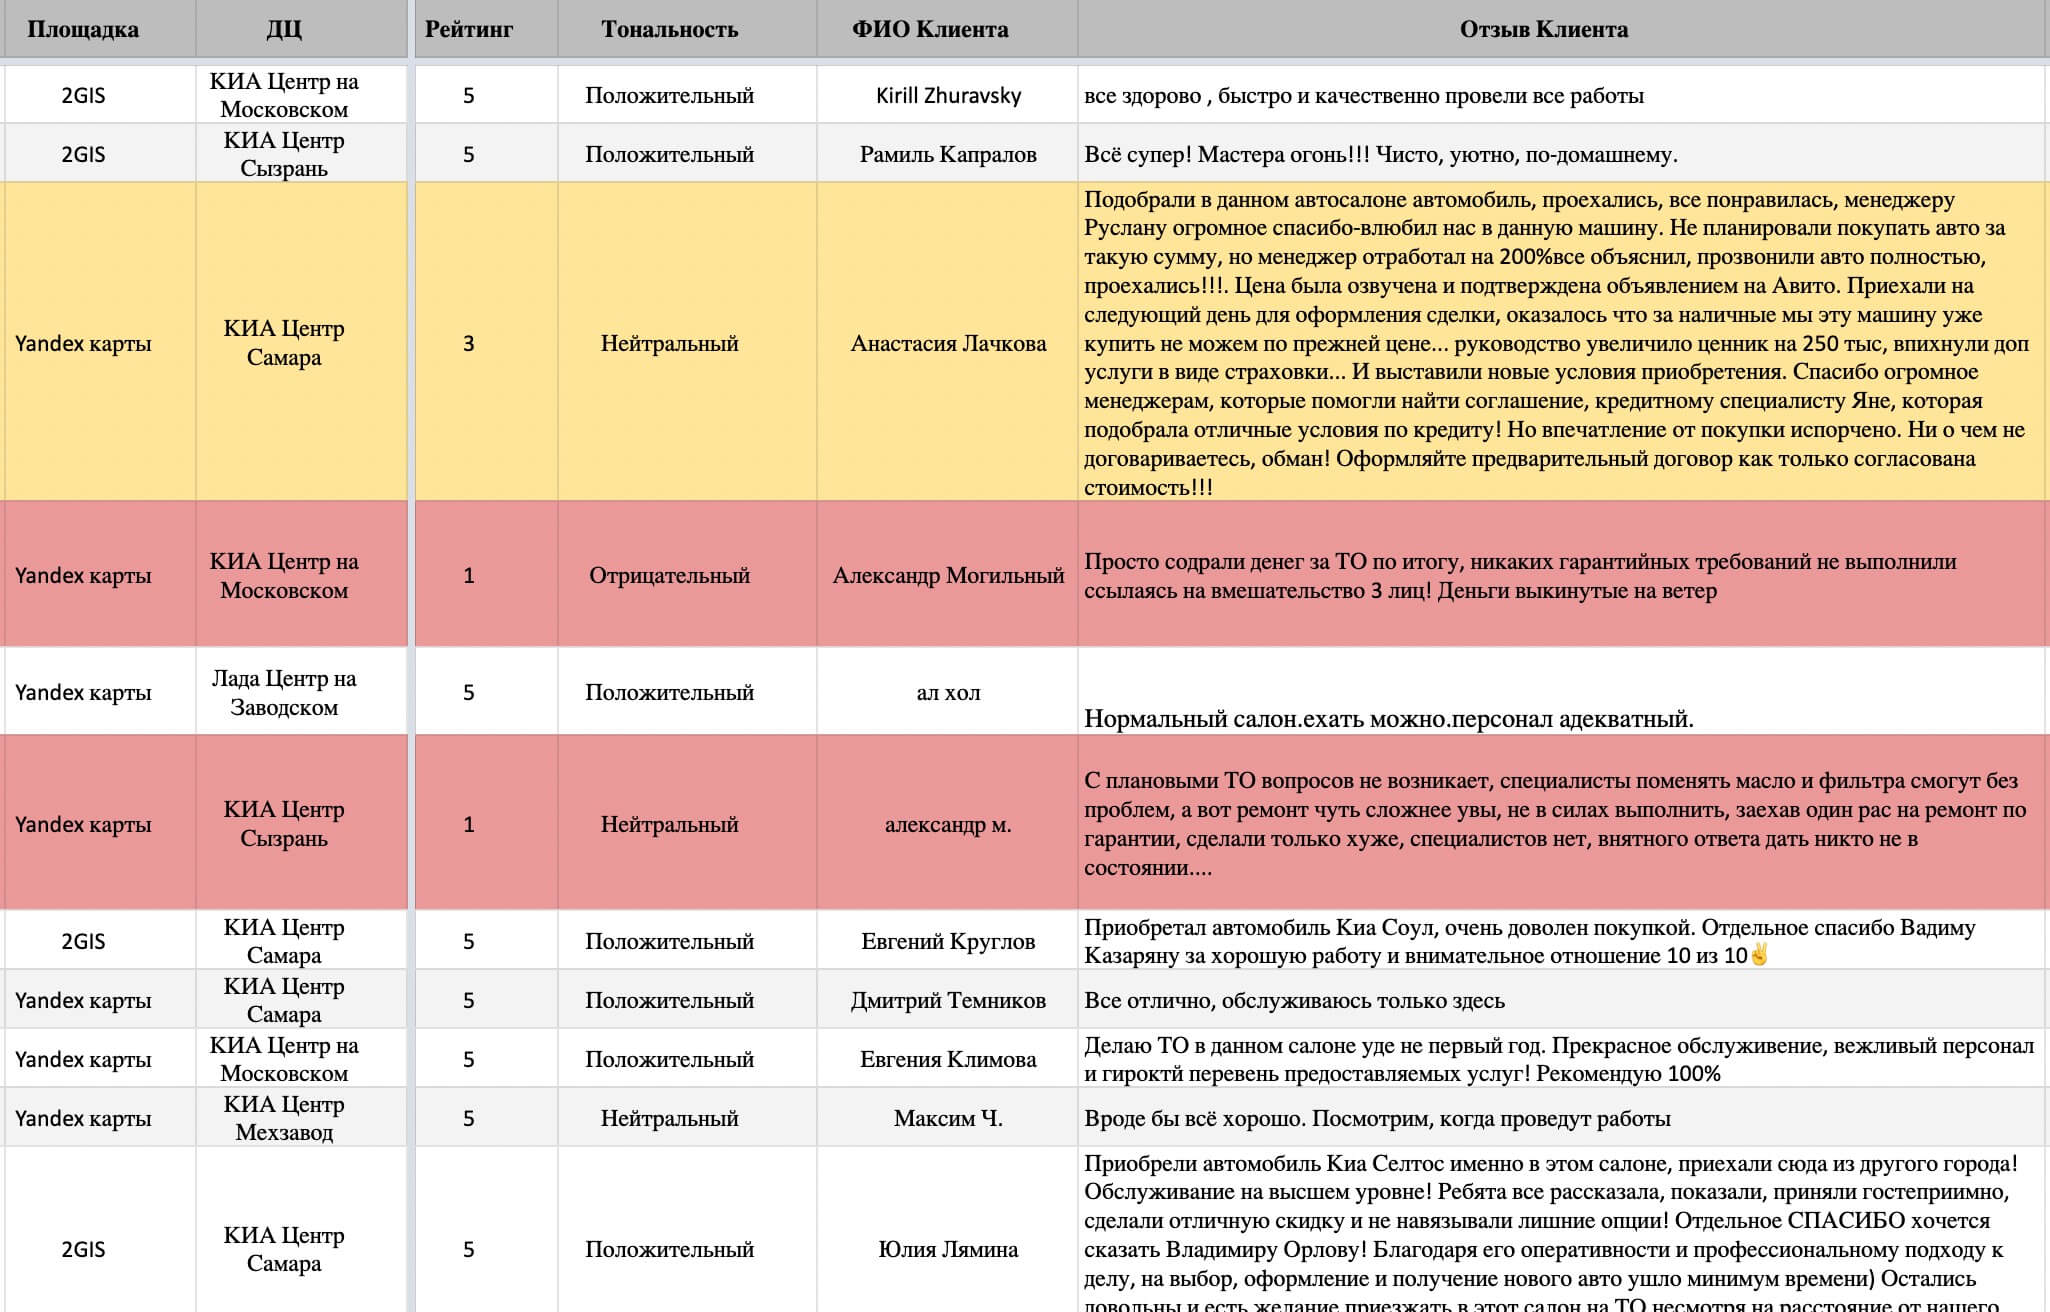 Площадка ДЦ Рейтинг Тональность ФИО Клиента Отзыв Клиента
2GIS
КИА Центр на
Московском
5
Положительный
Kirill Zhuravsky
все здорово , быстро и качественно провели все работы
2GIS
КИА Центр
Сызрань
5
Положительный
Рамиль Капралов
Всё супер! Мастера огонь!!! Чисто, уютно, по-домашнему.
Yandex карты
КИА Центр
Самара
3
Нейтральный
Анастасия Лачкова
Подобрали в данном автосалоне автомобиль, проехались, все понравилась, менеджеру
Руслану огромное спасибо-влюбил нас в данную машину. Не планировали покупать авто за
такую сумму, но менеджер отработал на 200%все объяснил, прозвонили авто полностью,
проехались!!!. Цена была озвучена и подтверждена объявлением на Авито. Приехали на
следующий день для оформления сделки, оказалось что за наличные мы эту машину уже
купить не можем по прежней цене... руководство увеличило ценник на 250 тыс, впихнули доп
услуги в виде страховки... И выставили новые условия приобретения. Спасибо огромное
менеджерам, которые помогли найти соглашение, кредитному специалисту Яне, которая
подобрала отличные условия по кредиту! Но впечатление от покупки испорчено. Ни о чем не
договариваетесь, обман! Оформляйте предварительный договор как только согласована
стоимость!!!
Yandex карты
КИА Центр на
Московском
1
Отрицательный
Александр Могильный
Просто содрали денег за ТО по итогу, никаких гарантийных требований не выполнили
ссылаясь на вмешательство 3 лиц! Деньги выкинутые на ветер
Yandex карты
Лада Центр на
Заводском
5
Положительный
ал хол
Нормальный салон.ехать можно.персонал адекватный.
Yandex карты
КИА Центр
Сызрань
1
Нейтральный
александр м.
С плановыми ТО вопросов не возникает, специалисты поменять масло и фильтра смогут без
проблем, а вот ремонт чуть сложнее увы, не в силах выполнить, заехав один рас на ремонт по
гарантии, сделали только хуже, специалистов нет, внятного ответа дать никто не в
состоянии....
2GIS
КИА Центр
Самара
5
Положительный
Евгений Круглов
Приобретал автомобиль Киа Соул, очень доволен покупкой. Отдельное спасибо Вадиму
Казаряну за хорошую работу и внимательное отношение 10 из 10✌
Yandex карты
КИА Центр
Самара
5
Положительный
Дмитрий Темников
Все отлично, обслуживаюсь только здесь
Yandex карты
КИА Центр на
Московском
5
Положительный
Евгения Климова
Делаю ТО в данном салоне уде не первый год. Прекрасное обслуживение, вежливый персонал
и гироктй перевень предоставляемых услуг! Рекомендую 100%
Yandex карты
КИА Центр
Мехзавод
5
Нейтральный
Максим Ч.
Вроде бы всё хорошо. Посмотрим, когда проведут работы
2GIS
КИА Центр
Самара
5
Положительный
Юлия Лямина
Приобрели автомобиль Киа Селтос именно в этом салоне, приехали сюда из другого города!
Обслуживание на высшем уровне! Ребята все рассказала, показали, приняли гостеприимно,
сделали отличную скидку и не навязывали лишние опции! Отдельное СПАСИБО хочется
сказать Владимиру Орлову! Благодаря его оперативности и профессиональному подходу к
делу, на выбор, оформление и получение нового авто ушло минимум времени) Остались
довольны и есть желание приезжать в этот салон на ТО несмотря на расстояние от нашего